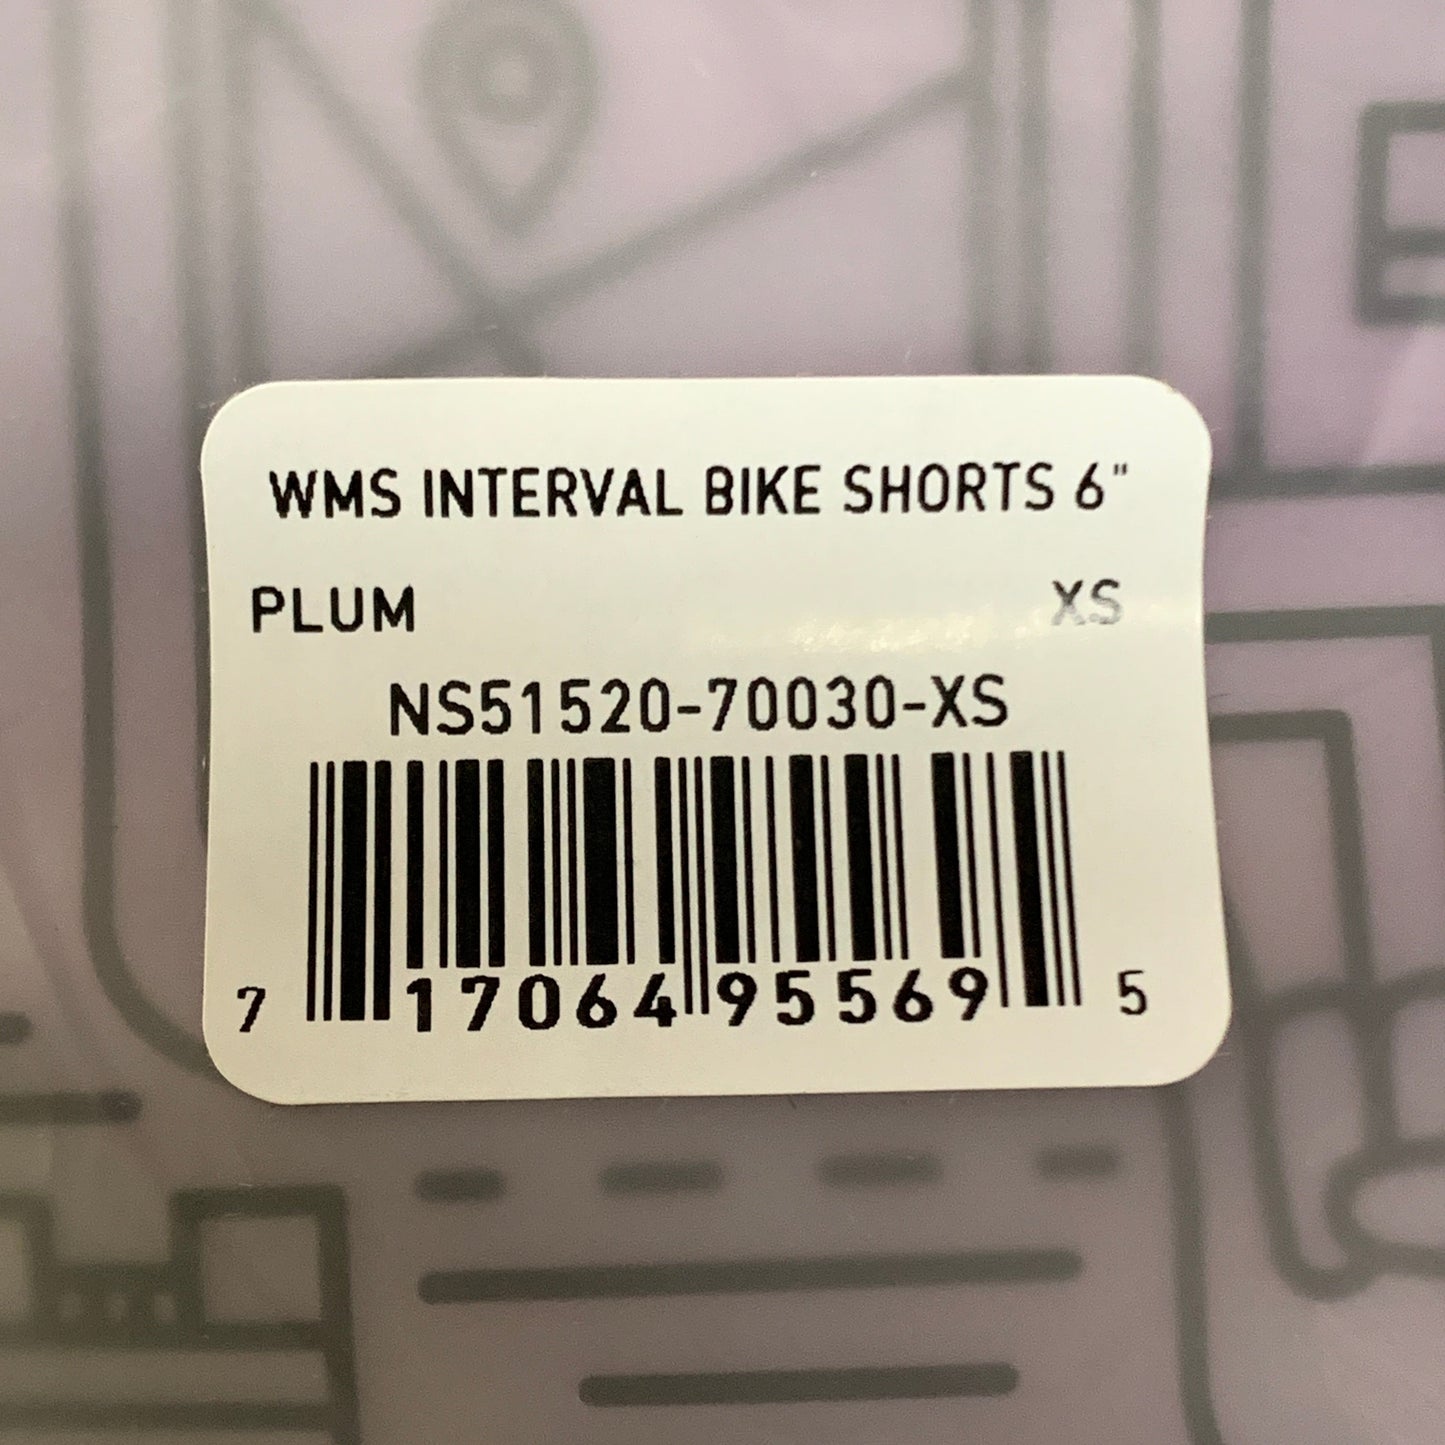 WMS INTERVAL BIKE SHORTS 6"
PLUM XS
NS51520-70030-XS
7 17064 95569 5